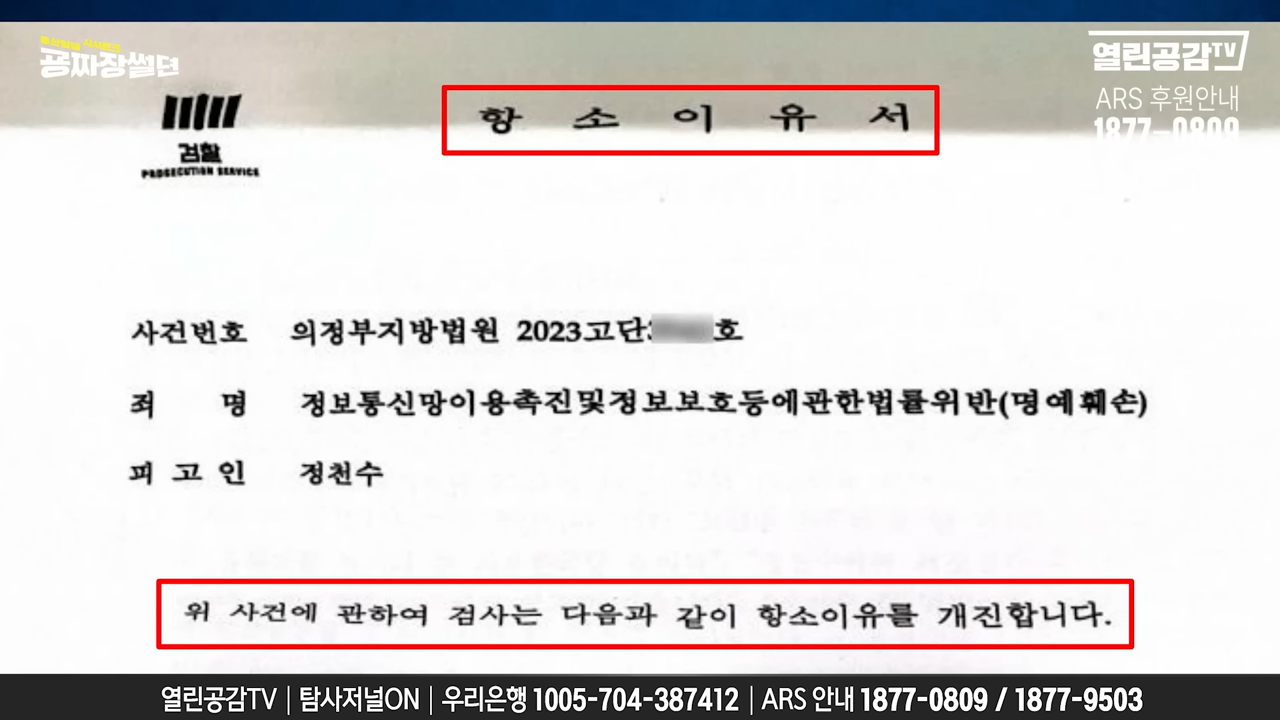 굥짜장썰뎐
열린공감TV
ARS 후원안내
1877-0809
검찰
PROSECUTION SERVICE
항 소 이 유 서
사건번호 의정부지방법원 2023고단 호
죄 명 정보통신망이용촉진및정보보호등에관한법률위반(명예훼손)
피 고 인 정천수
위 사건에 관하여 검사는 다음과 같이 항소이유를 개진합니다.
열린공감TV | 탐사저널ON | 우리은행 1005-704-387412 | ARS 안내 1877-0809 / 1877-9503